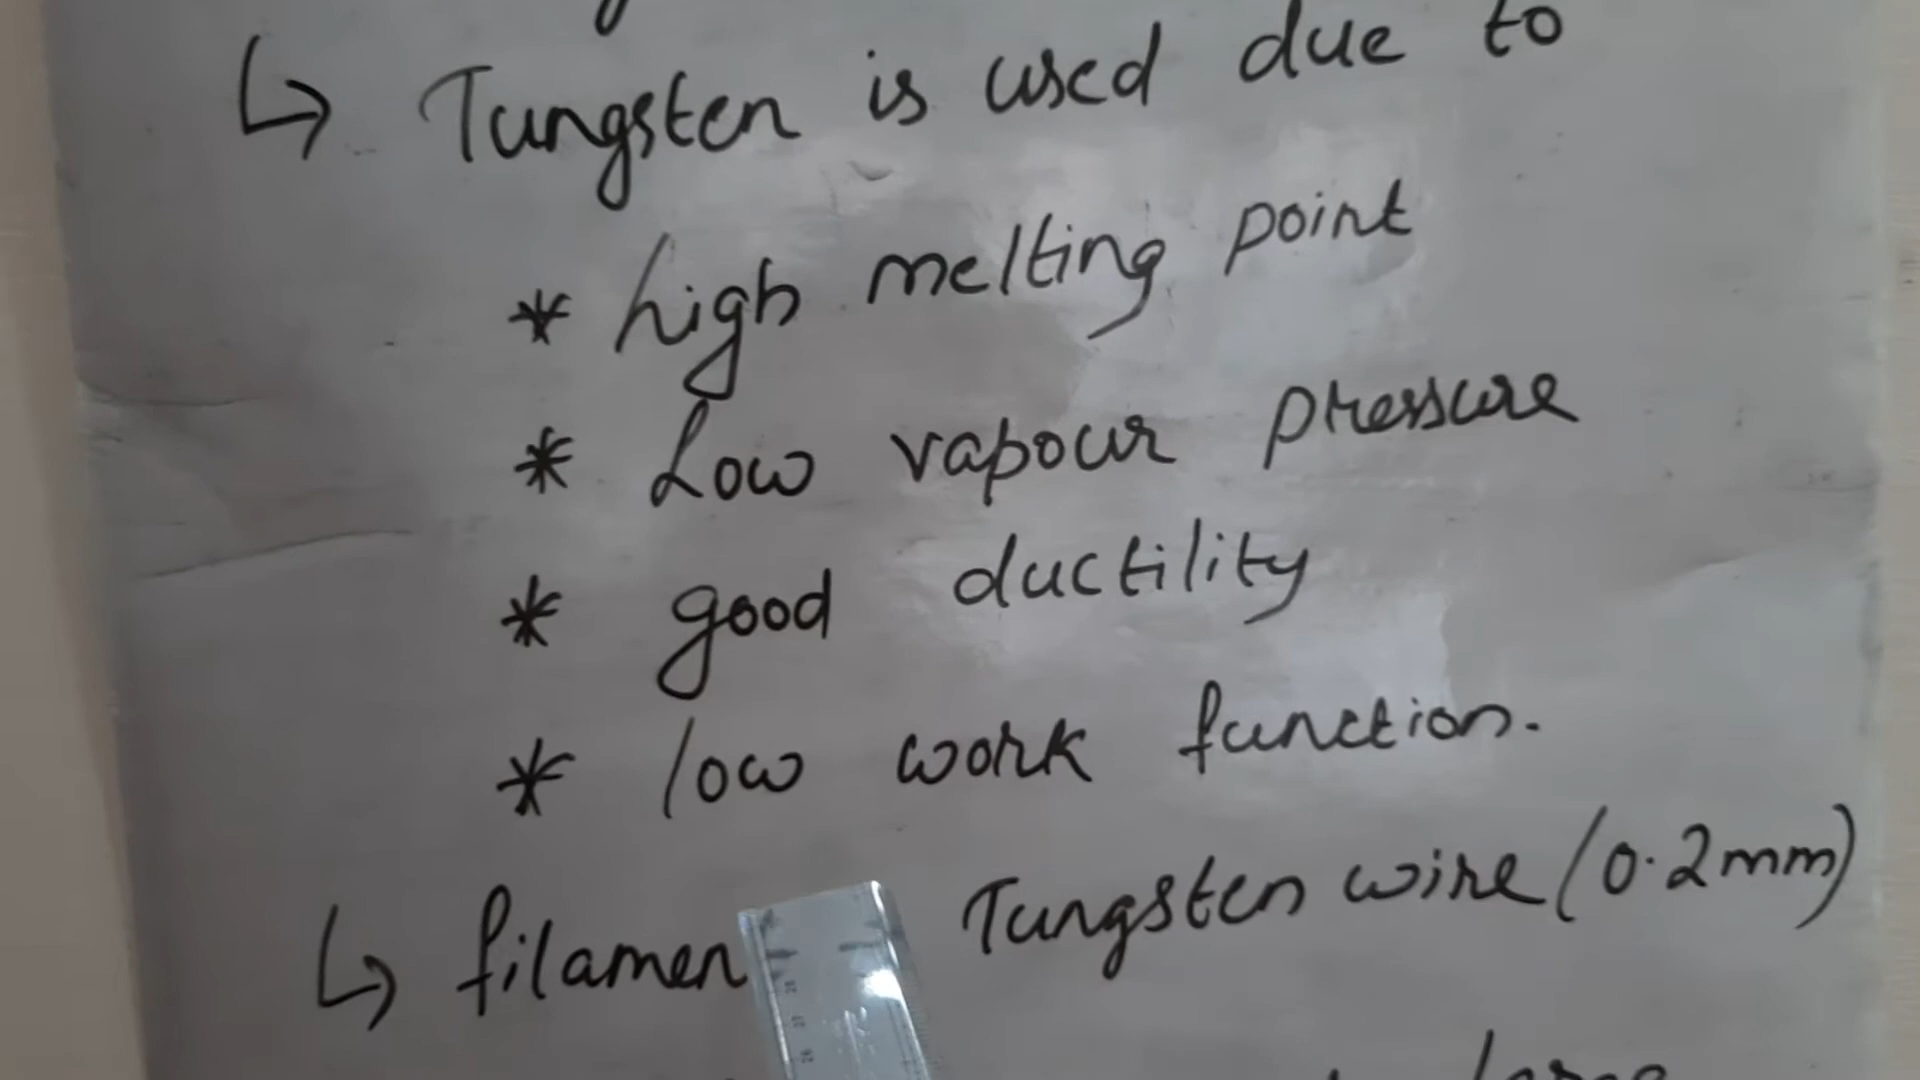 ↳ Tungsten is used due to
* high melting point
* Low vapour pressure
* good ductility
* low work function.
↳ filamen Tungsten wire (0.2mm)